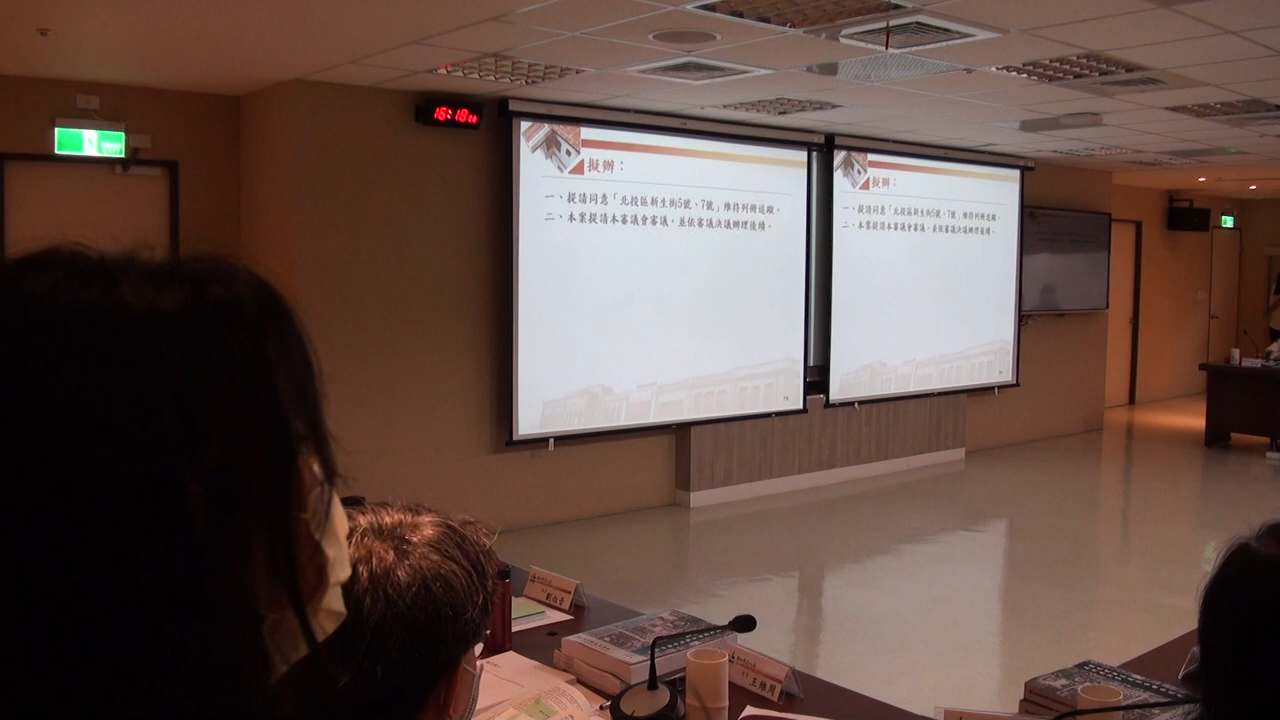 16:18
擬辦：
一、提請同意「北投區新生街5號、7號」維持列冊追蹤。
二、本案提請本審議會審議，並依審議決議辦理後續。
擬辦：
一、提請同意「北投區新生街5號、7號」維持列冊追蹤。
二、本案提請本審議會審議，並依審議決議辦理後續。
王維周